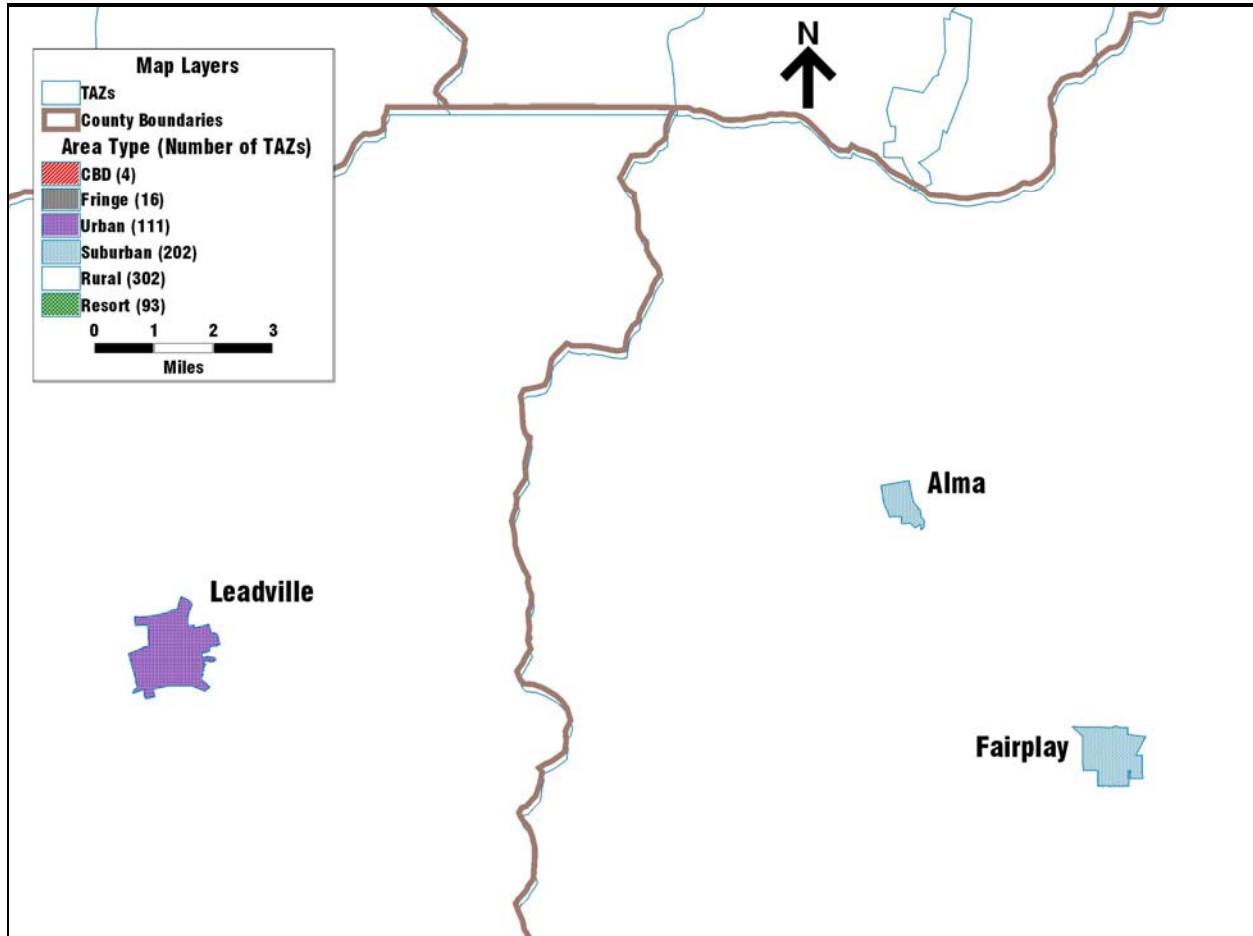 N
Map Layers
TAZs
County Boundaries
Area Type (Number of TAZs)
CBD (4)
Fringe (16)
Urban (111)
Suburban (202)
Rural (302)
Resort (93)
0 1 2 3
Miles
Alma
Leadville
Fairplay